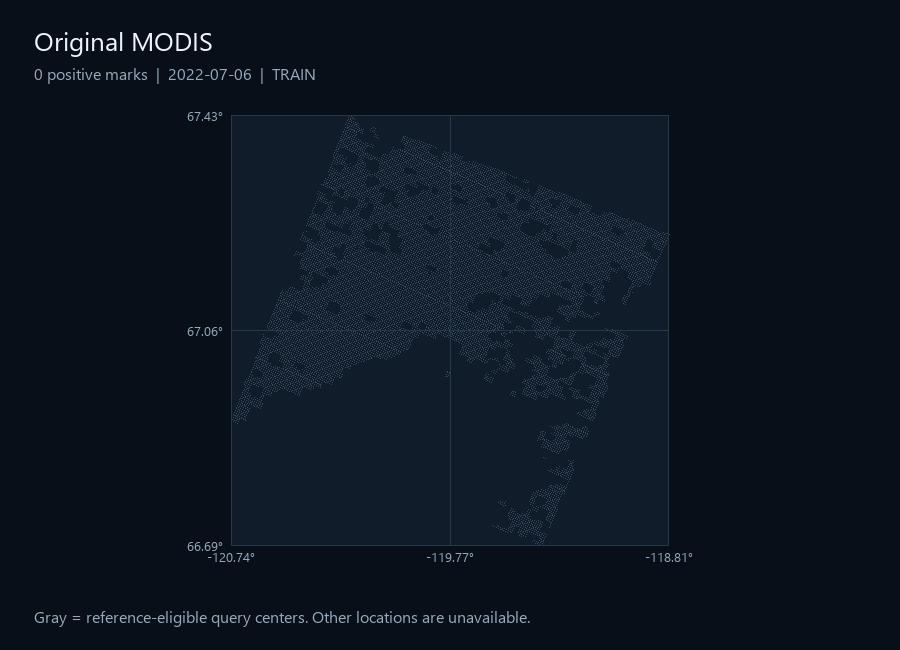 Original MODIS
0 positive marks | 2022-07-06 | TRAIN
67.43°
67.06°
66.69°
-120.74°
-119.77°
-118.81°
Gray = reference-eligible query centers. Other locations are unavailable.